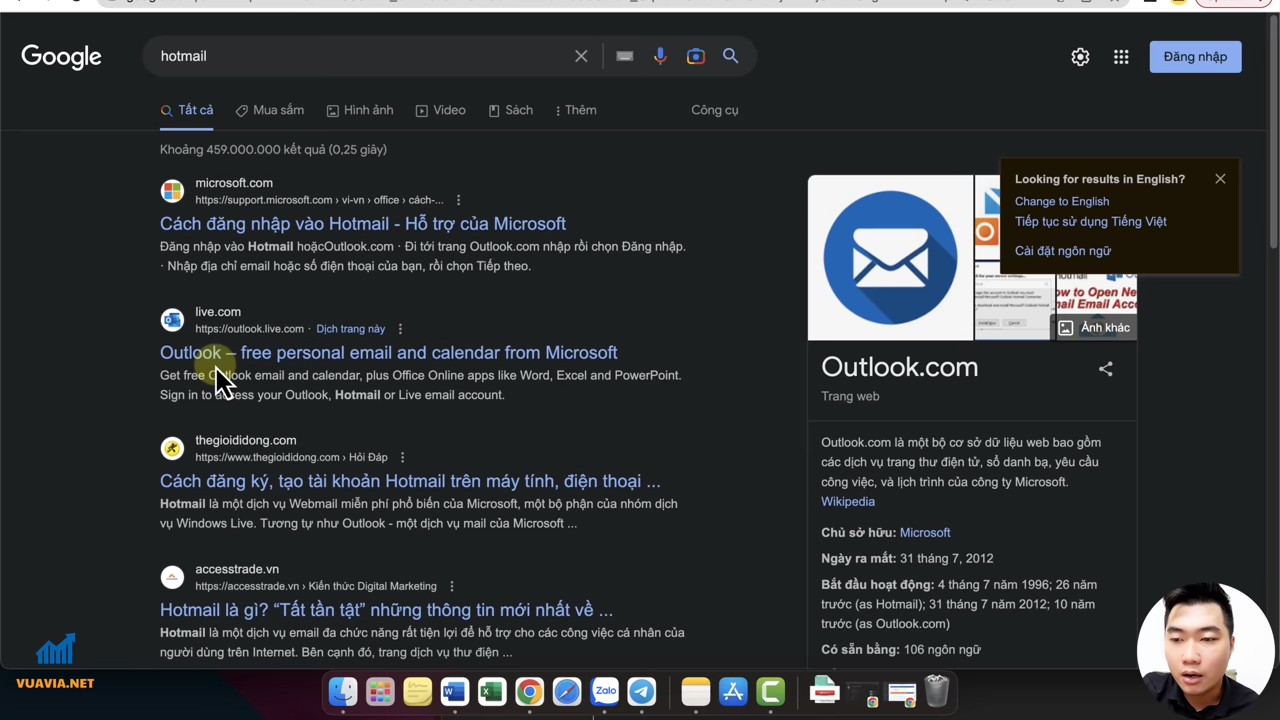 Google
hotmail
Đăng nhập
Tất cả
Mua sắm
Hình ảnh
Video
Sách
Thêm
Công cụ
Khoảng 459.000.000 kết quả (0,25 giây)
microsoft.com
https://support.microsoft.com › vi-vn › office › cách-...
Cách đăng nhập vào Hotmail - Hỗ trợ của Microsoft
Đăng nhập vào Hotmail hoặcOutlook.com · Đi tới trang Outlook.com nhập rồi chọn Đăng nhập.
· Nhập địa chỉ email hoặc số điện thoại của bạn, rồi chọn Tiếp theo.
live.com
https://outlook.live.com · Dịch trang này
Outlook – free personal email and calendar from Microsoft
Get free Outlook email and calendar, plus Office Online apps like Word, Excel and PowerPoint.
Sign in to access your Outlook, Hotmail or Live email account.
thegioididong.com
https://www.thegioididong.com › Hỏi Đáp
Cách đăng ký, tạo tài khoản Hotmail trên máy tính, điện thoại ...
Hotmail là một dịch vụ Webmail miễn phí phổ biến của Microsoft, một bộ phận của nhóm dịch
vụ Windows Live. Tương tự như Outlook - một dịch vụ mail của Microsoft ...
accesstrade.vn
https://accesstrade.vn › Kiến thức Digital Marketing
Hotmail là gì? “Tất tần tật” những thông tin mới nhất về ...
Hotmail là một dịch vụ email đa chức năng rất tiện lợi để hỗ trợ cho các công việc cá nhân của
người dùng trên Internet. Bên cạnh đó, trang dịch vụ thư điện ...
Looking for results in English?
Change to English
Tiếp tục sử dụng Tiếng Việt
Cài đặt ngôn ngữ
Ảnh khác
Outlook.com
Trang web
Outlook.com là một bộ cơ sở dữ liệu web bao gồm
các dịch vụ trang thư điện tử, sổ danh bạ, yêu cầu
công việc, và lịch trình của công ty Microsoft.
Wikipedia
Chủ sở hữu: Microsoft
Ngày ra mắt: 31 tháng 7, 2012
Bắt đầu hoạt động: 4 tháng 7 năm 1996; 26 năm
trước (as Hotmail); 31 tháng 7 năm 2012; 10 năm
trước (as Outlook.com)
Có sẵn bằng: 106 ngôn ngữ
VUAVIA.NET
Zalo